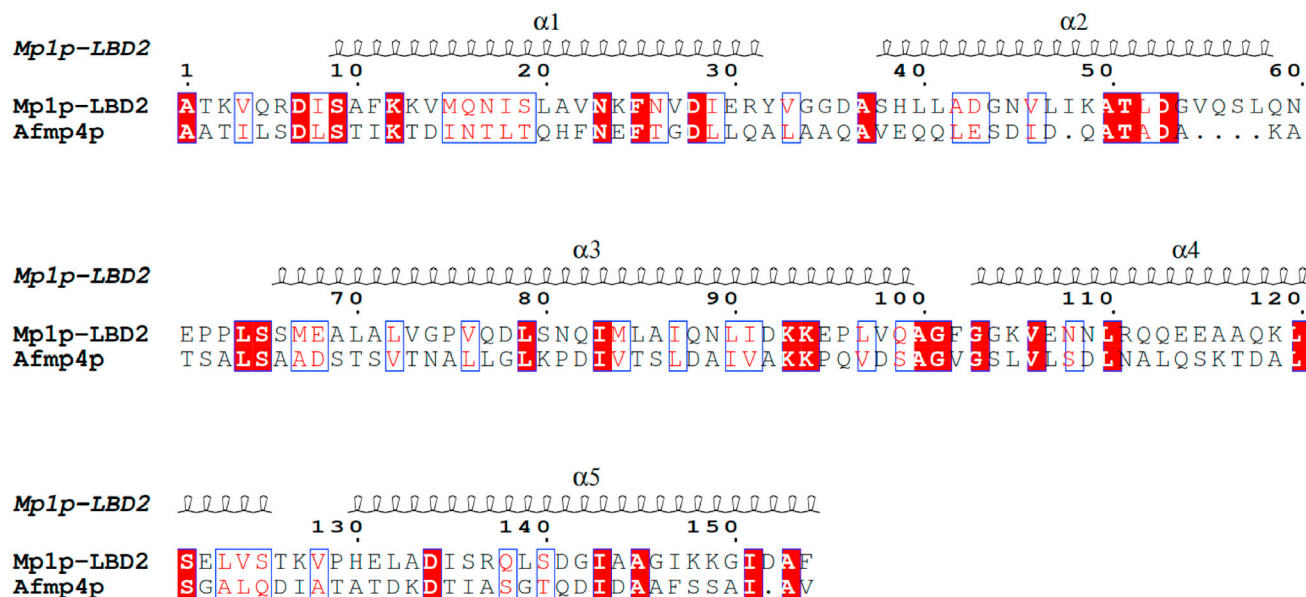 α1 α2
Mp1p-LBD2
1 10 20 30 40 50 60
Mp1p-LBD2 ATKVQRDISAFKKVMQNISLAVNKFNVDIERYVGGDASHLLADGNVLIKATLDGVQSLQN
Afmp4p AATILSDLSTIKTDINTLTQHFNEFTGDLLQALAAQAVEQQLESDID.QATADA....KA
α3 α4
Mp1p-LBD2
70 80 90 100 110 120
Mp1p-LBD2 EPPLSSMEALALVGPVQDLSNQIMLAIQNLIDKKEPLVQAGFGGKVENNLRQQEEAAQKL
Afmp4p TSALSAADSTSVTNALLGLKPDIVTSLDAIVAKKPQVDSAGVGSLVLSDLNALQSKTDAL
α5
Mp1p-LBD2
130 140 150
Mp1p-LBD2 SELVSTKVPHELADISRQLSDGIAAGIKKGIDAF
Afmp4p SGALQDIATATDKDTIASGTQDIDAAFSSAI.AV